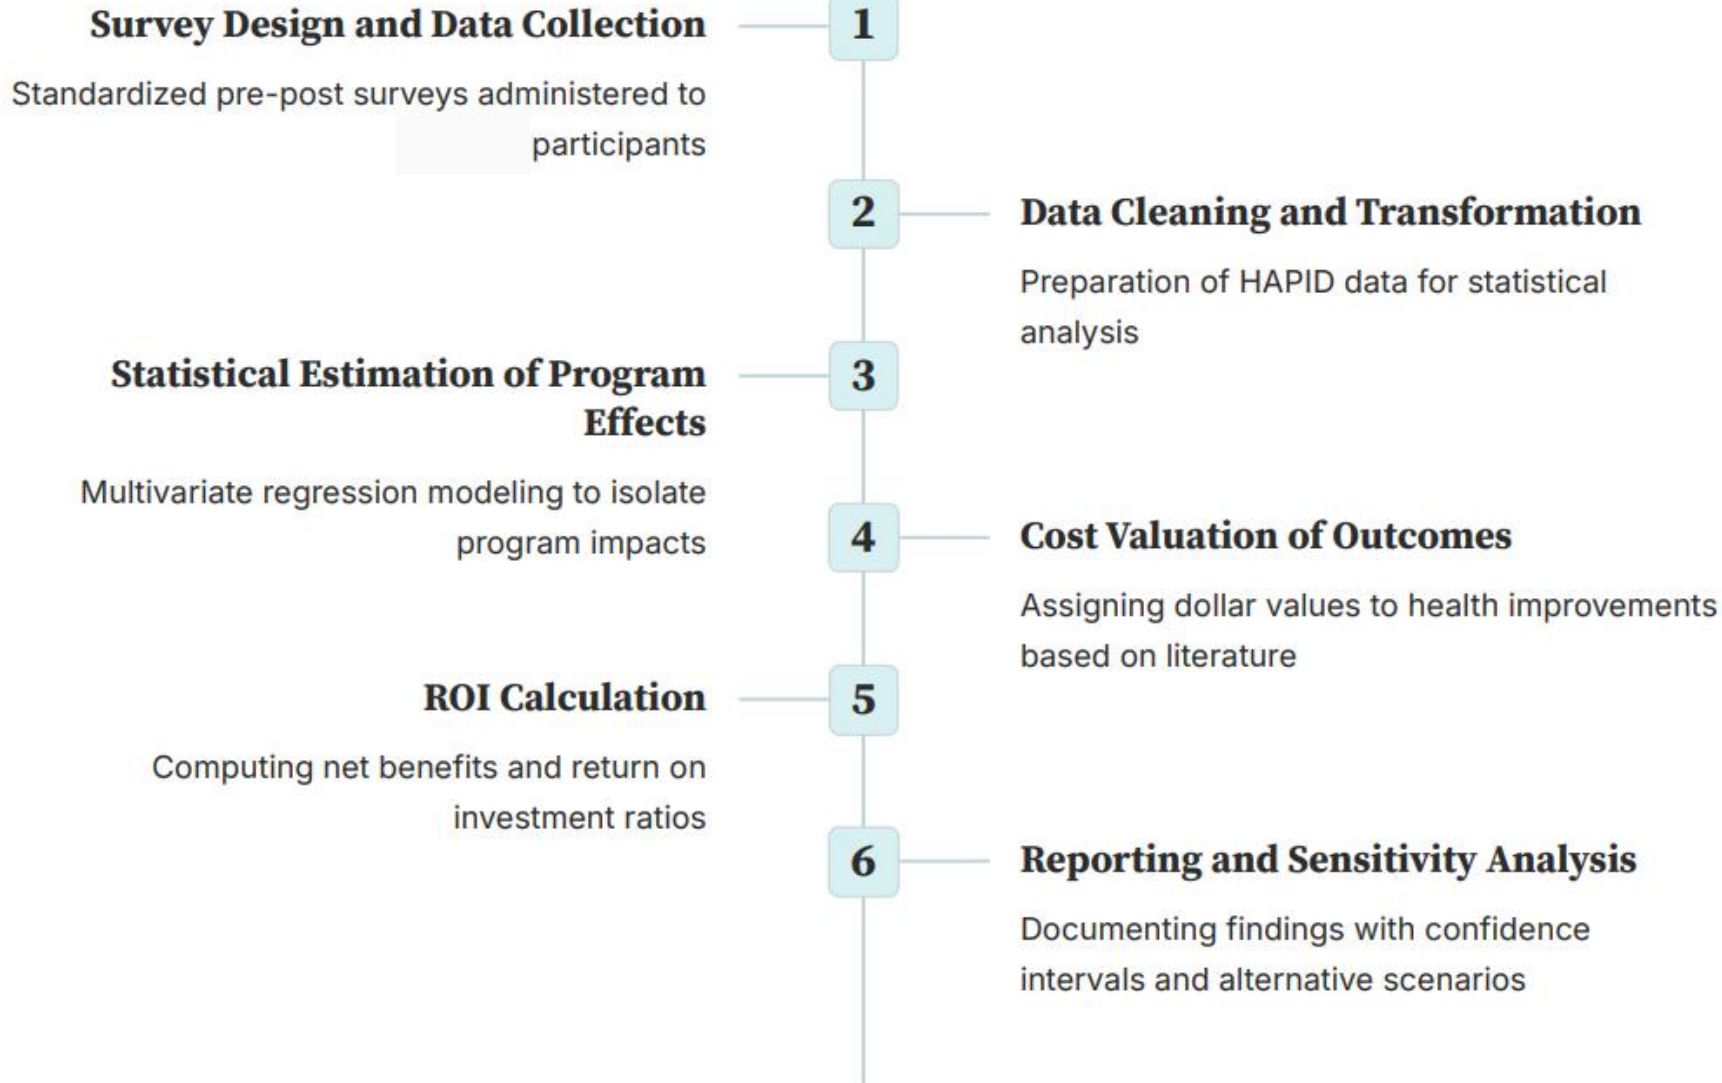 Survey Design and Data Collection
1
Standardized pre-post surveys administered to
participants
2
Data Cleaning and Transformation
Preparation of HAPID data for statistical
analysis
Statistical Estimation of Program
Effects
3
Multivariate regression modeling to isolate
program impacts
4
Cost Valuation of Outcomes
Assigning dollar values to health improvements
based on literature
ROI Calculation
5
Computing net benefits and return on
investment ratios
6
Reporting and Sensitivity Analysis
Documenting findings with confidence
intervals and alternative scenarios